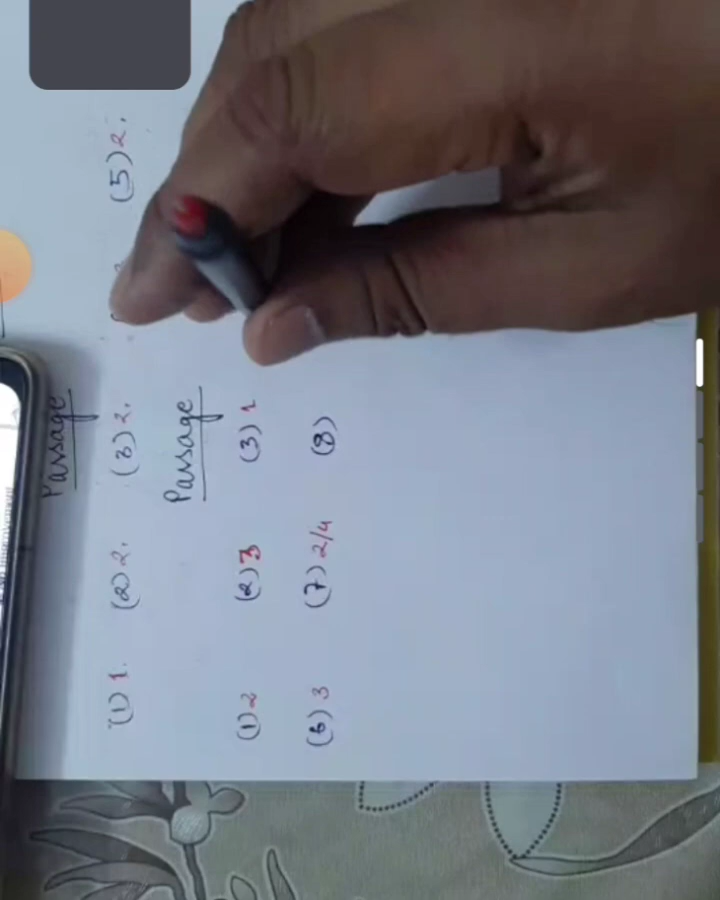 Passage
(1) 1. (2) 2. (3) 2. (5) 2.
Passage
(1) 2 (2) 3 (3) 1
(6) 3 (7) 2/4 (8)